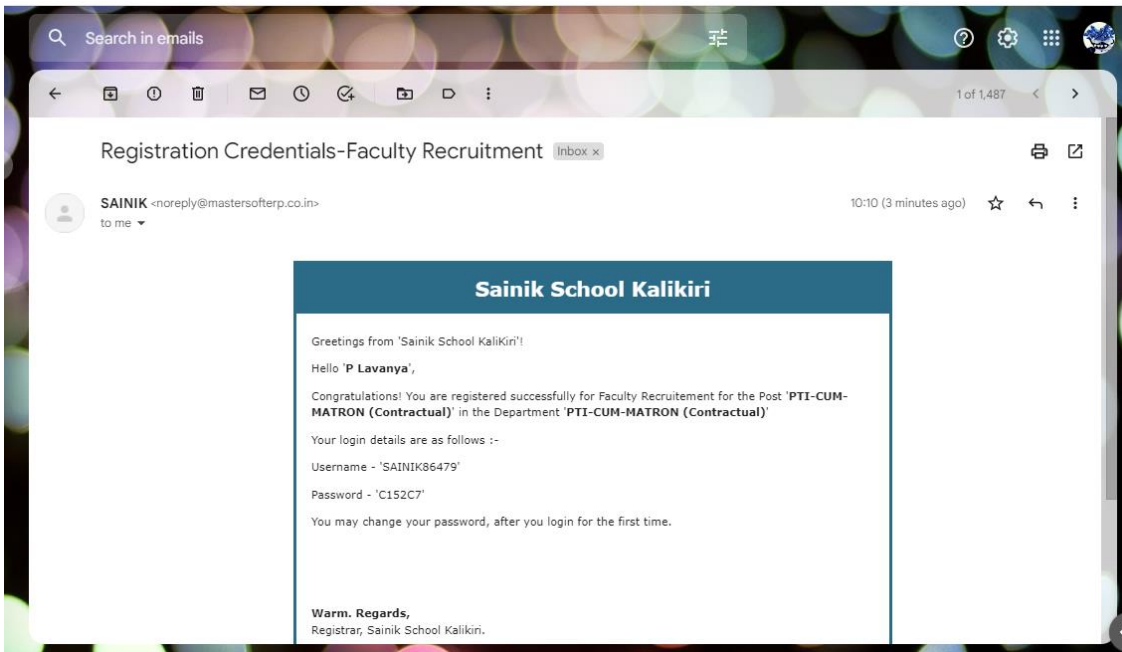 Search in emails
1 of 1,487
Registration Credentials-Faculty Recruitment Inbox ×
SAINIK <noreply@mastersofterp.co.in>
10:10 (3 minutes ago)
to me
Sainik School Kalikiri
Greetings from 'Sainik School KaliKiri'!
Hello 'P Lavanya',
Congratulations! You are registered successfully for Faculty Recruitement for the Post 'PTI-CUM-
MATRON (Contractual)' in the Department 'PTI-CUM-MATRON (Contractual)'
Your login details are as follows :-
Username - 'SAINIK86479'
Password - 'C152C7'
You may change your password, after you login for the first time.
Warm. Regards,
Registrar, Sainik School Kalikiri.